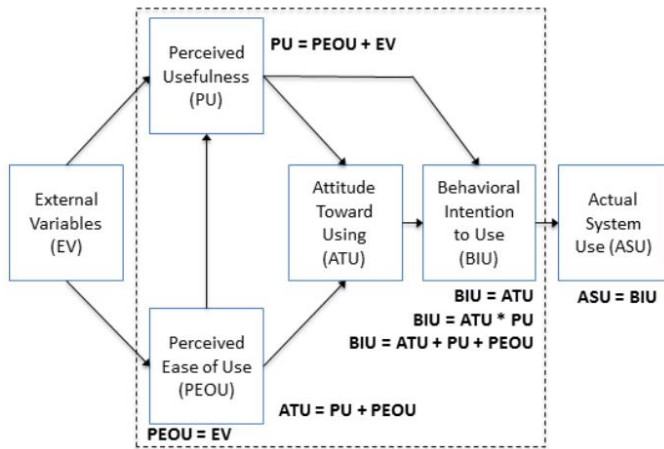 Perceived
Usefulness
(PU)
PU = PEOU + EV
External
Variables
(EV)
Attitude
Toward
Using
(ATU)
Behavioral
Intention
to Use
(BIU)
Actual
System
Use (ASU)
BIU = ATU
BIU = ATU * PU
BIU = ATU + PU + PEOU
ASU = BIU
Perceived
Ease of Use
(PEOU)
ATU = PU + PEOU
PEOU = EV